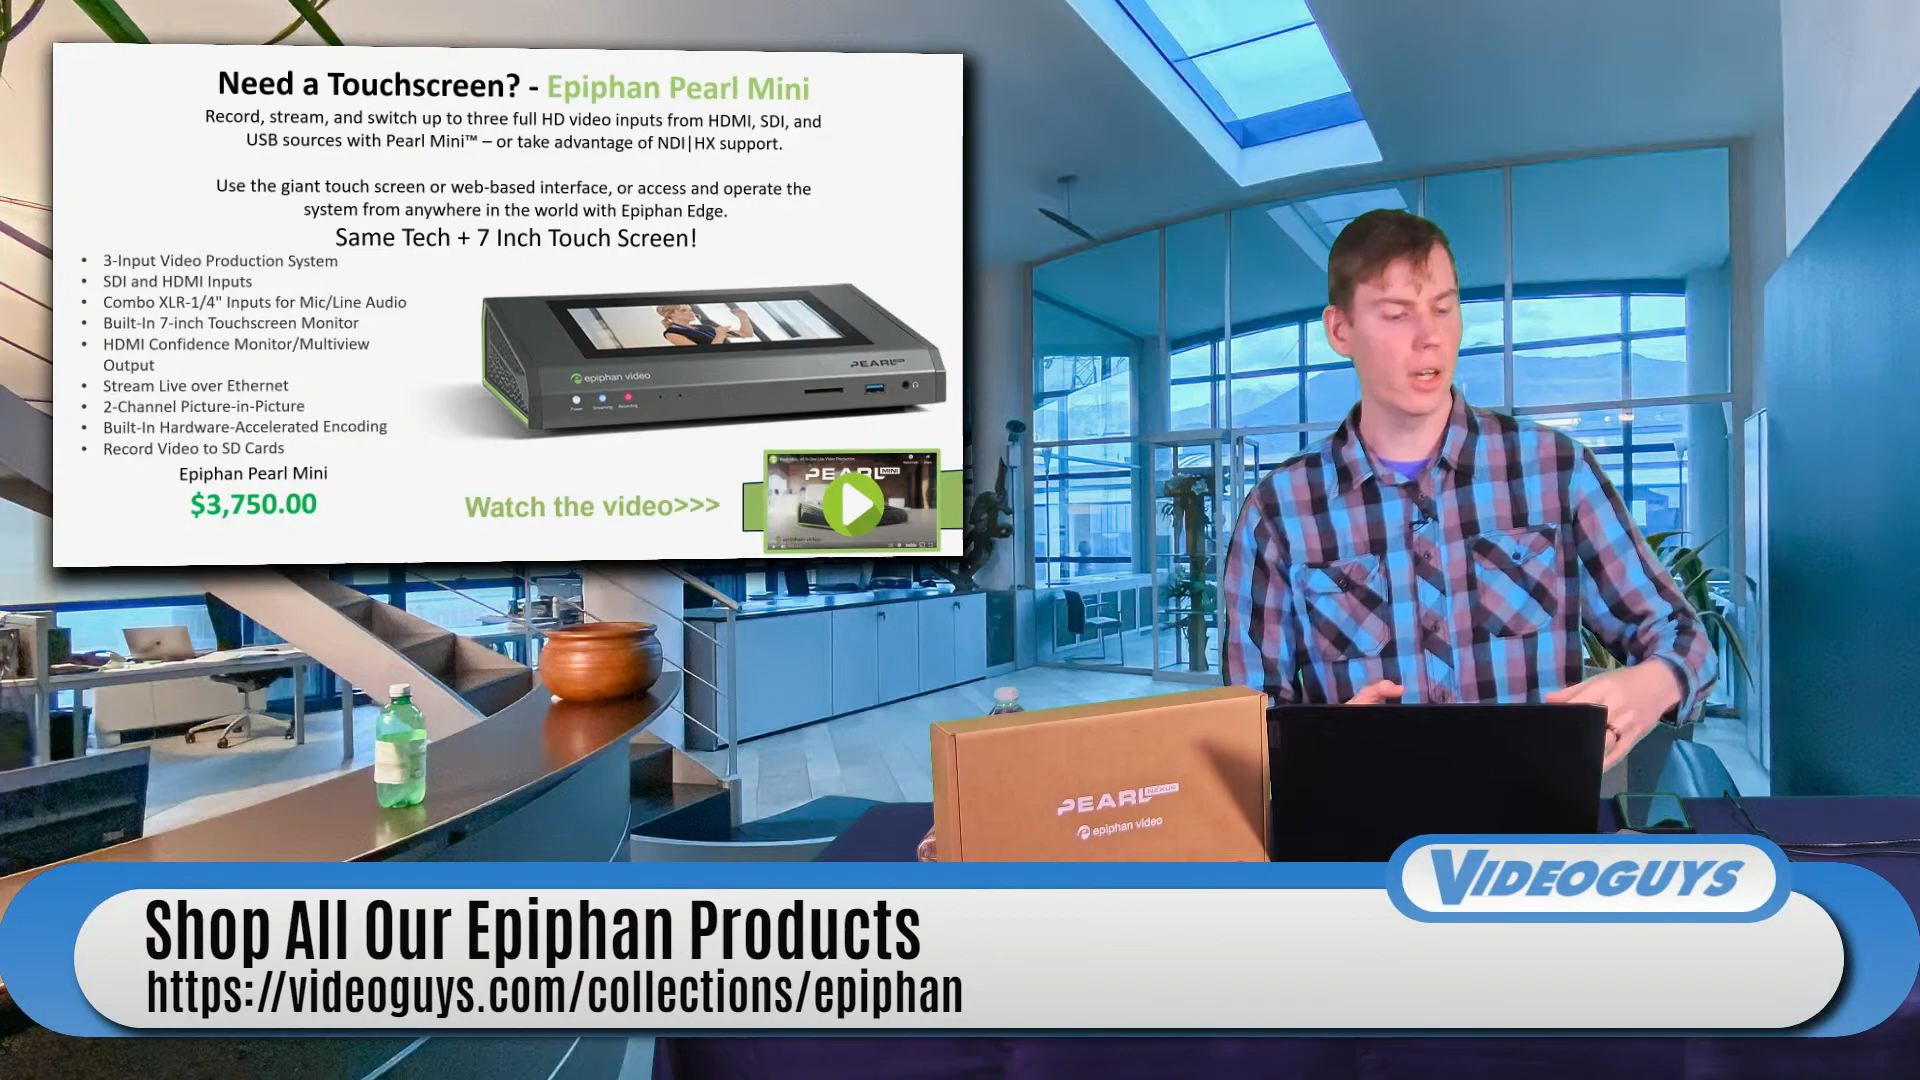 Need a Touchscreen? - Epiphan Pearl Mini
Record, stream, and switch up to three full HD video inputs from HDMI, SDI, and
USB sources with Pearl Mini™ – or take advantage of NDI|HX support.
Use the giant touch screen or web-based interface, or access and operate the
system from anywhere in the world with Epiphan Edge.
Same Tech + 7 Inch Touch Screen!
• 3-Input Video Production System
• SDI and HDMI Inputs
• Combo XLR-1/4" Inputs for Mic/Line Audio
• Built-In 7-inch Touchscreen Monitor
• HDMI Confidence Monitor/Multiview
Output
• Stream Live over Ethernet
• 2-Channel Picture-in-Picture
• Built-In Hardware-Accelerated Encoding
• Record Video to SD Cards
Epiphan Pearl Mini
$3,750.00
PEARL
epiphan video
Power
Streaming
Recording
Watch the video>>>
PEARL MINI
PEARL NEXUS
epiphan video
VIDEOGUYS
Shop All Our Epiphan Products
https://videoguys.com/collections/epiphan